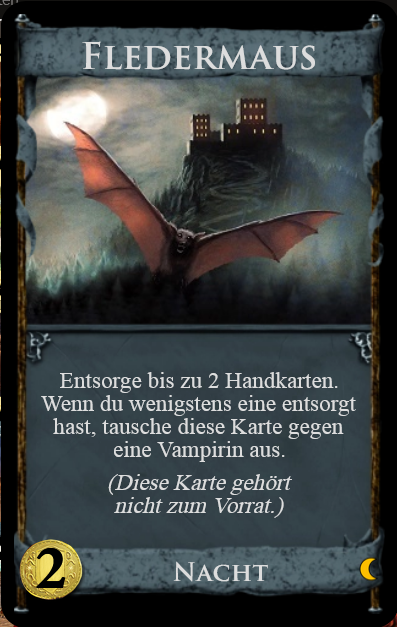 Fledermaus
Entsorge bis zu 2 Handkarten.
Wenn du wenigstens eine entsorgt
hast, tausche diese Karte gegen
eine Vampirin aus.
(Diese Karte gehört
nicht zum Vorrat.)
2
Nacht